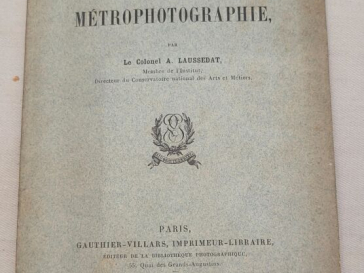 MÉTROPHOTOGRAPHIE,
PAR
Le Colonel A. LAUSSEDAT,
Membre de l'Institut,
Directeur du Conservatoire national des Arts et Métiers.
PARIS,
GAUTHIER-VILLARS, IMPRIMEUR-LIBRAIRE,
ÉDITEUR DE LA BIBLIOTHÈQUE PHOTOGRAPHIQUE,
55, Quai des Grands-Augustins.